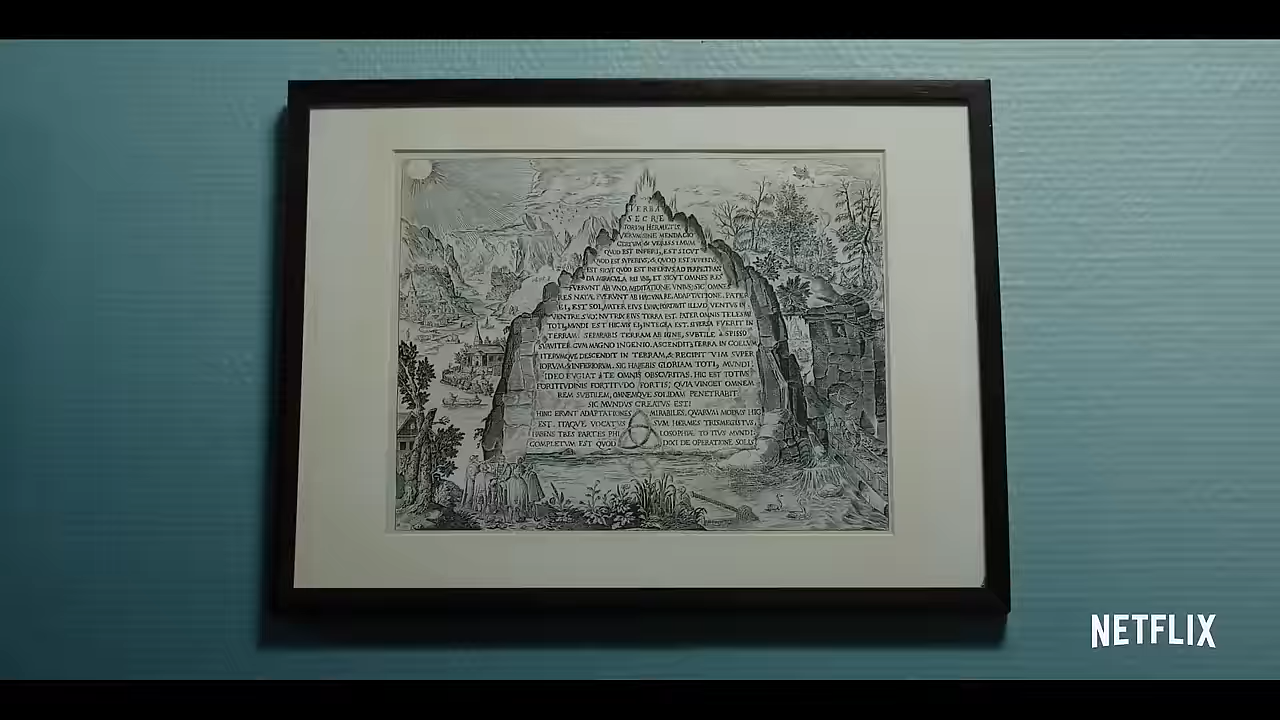 VERBA
SECRE
TORUM HERMETIS.
VERUM, SINE MENDACIO
CERTUM & VERISSIMUM
QUOD EST INFERIUS, EST SICUT
QUOD EST SUPERIUS, & QUOD EST SUPERIUS,
EST SICUT QUOD EST INFERIUS, AD PERPETRAN
DA MIRACULA REI UNIUS, ET SICUT OMNES RES
FUERUNT AB UNO, MEDITATIONE UNIUS; SIC OMNES
RES NATÆ FUERUNT AB HAC UNA RE, ADAPTATIONE. PATER
EIUS EST SOL, MATER EIUS LUNA, PORTAVIT ILLUD VENTUS IN
VENTRE SUO; NUTRIX EIUS TERRA EST. PATER OMNIS TELESMI
TOTIUS MUNDI EST HIC. VIS EIUS INTEGRA EST, SI VERSA FUERIT IN
TERRAM. SEPARABIS TERRAM AB IGNE, SUBTILE À SPISSO
SUAVITER CUM MAGNO INGENIO. ASCENDIT À TERRA IN COELUM,
ITERUMQUE DESCENDIT IN TERRAM, & RECIPIT VIM SUPER
IORUM & INFERIORUM. SIC HABEBIS GLORIAM TOTIUS MUNDI.
IDEO FUGIAT À TE OMNIS OBSCURITAS. HIC EST TOTIUS
FORTITUDINIS FORTITUDO FORTIS; QUIA VINCET OMNEM
REM SUBTILEM, OMNEMQUE SOLIDAM PENETRABIT
SIC MUNDUS CREATUS EST.
HINC ERUNT ADAPTATIONES MIRABILES, QUARUM MODUS HIC
EST. ITAQUE VOCATUS SUM HERMES TRISMEGISTUS,
HABENS TRES PARTES PHILOSOPHIÆ TOTIUS MUNDI.
COMPLETUM EST QUOD DIXI DE OPERATIONE SOLIS
NETFLIX